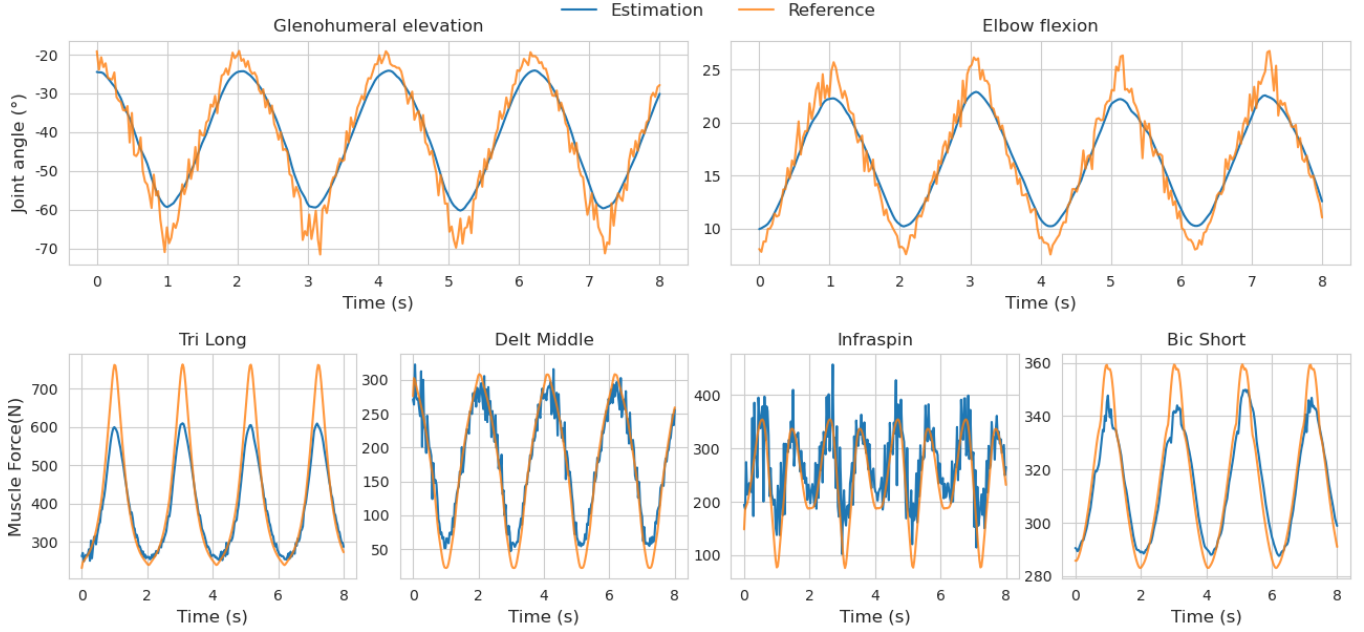 Estimation Reference
Glenohumeral elevation
Elbow flexion
Joint angle (°)
-20
-30
-40
-50
-60
-70
0 1 2 3 4 5 6 7 8
Time (s)
25
20
15
10
0 1 2 3 4 5 6 7 8
Time (s)
Tri Long
Delt Middle
Infraspin
Bic Short
Muscle Force(N)
700
600
500
400
300
0 2 4 6 8
Time (s)
300
250
200
150
100
50
0 2 4 6 8
Time (s)
400
300
200
100
0 2 4 6 8
Time (s)
360
340
320
300
280
0 2 4 6 8
Time (s)